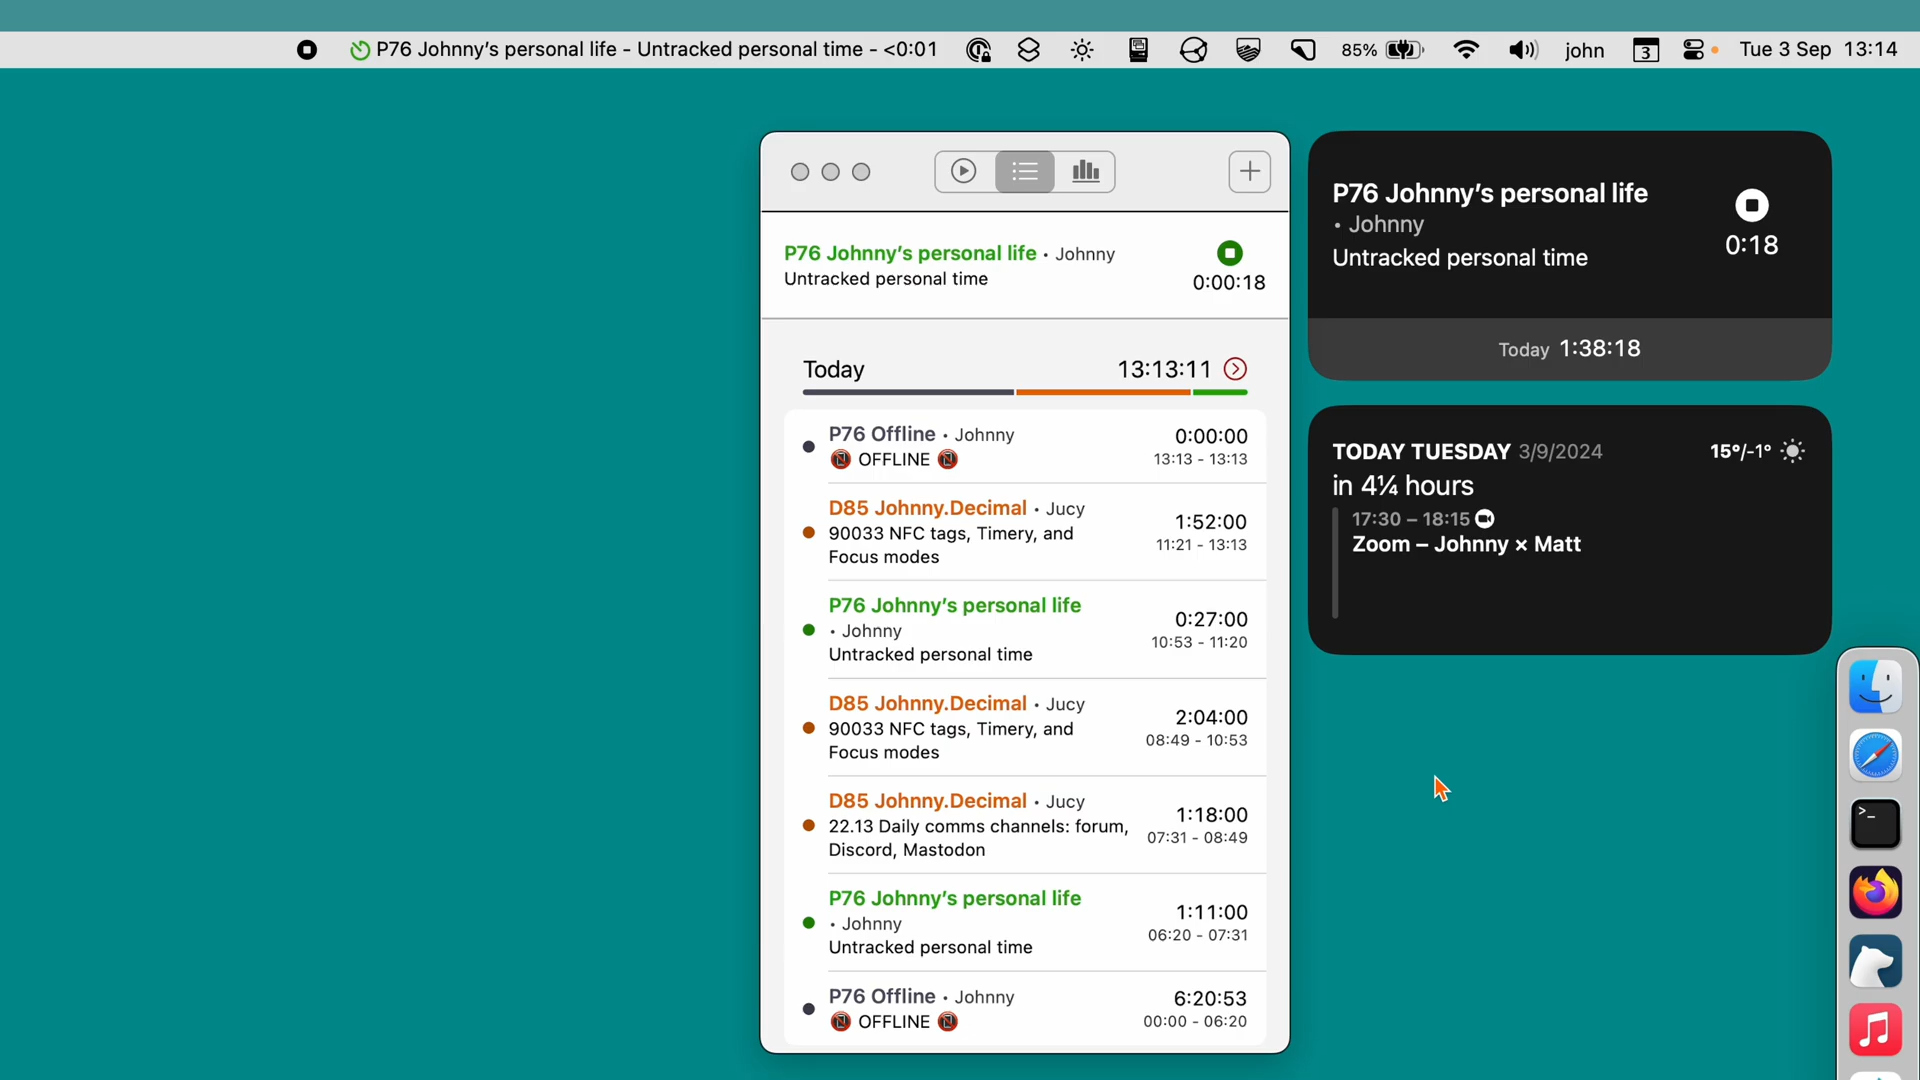 P76 Johnny's personal life - Untracked personal time - <0:01
85%
john
3
Tue 3 Sep 13:14
P76 Johnny's personal life • Johnny
Untracked personal time
0:00:18
Today 13:13:11
P76 Offline • Johnny
📵 OFFLINE 📵
0:00:00
13:13 - 13:13
D85 Johnny.Decimal • Jucy
90033 NFC tags, Timery, and
Focus modes
1:52:00
11:21 - 13:13
P76 Johnny's personal life
• Johnny
Untracked personal time
0:27:00
10:53 - 11:20
D85 Johnny.Decimal • Jucy
90033 NFC tags, Timery, and
Focus modes
2:04:00
08:49 - 10:53
D85 Johnny.Decimal • Jucy
22.13 Daily comms channels: forum,
Discord, Mastodon
1:18:00
07:31 - 08:49
P76 Johnny's personal life
• Johnny
Untracked personal time
1:11:00
06:20 - 07:31
P76 Offline • Johnny
📵 OFFLINE 📵
6:20:53
00:00 - 06:20
P76 Johnny's personal life
• Johnny
Untracked personal time
0:18
Today 1:38:18
TODAY TUESDAY 3/9/2024
15°/-1°
in 4¼ hours
17:30 – 18:15
Zoom – Johnny × Matt
>_